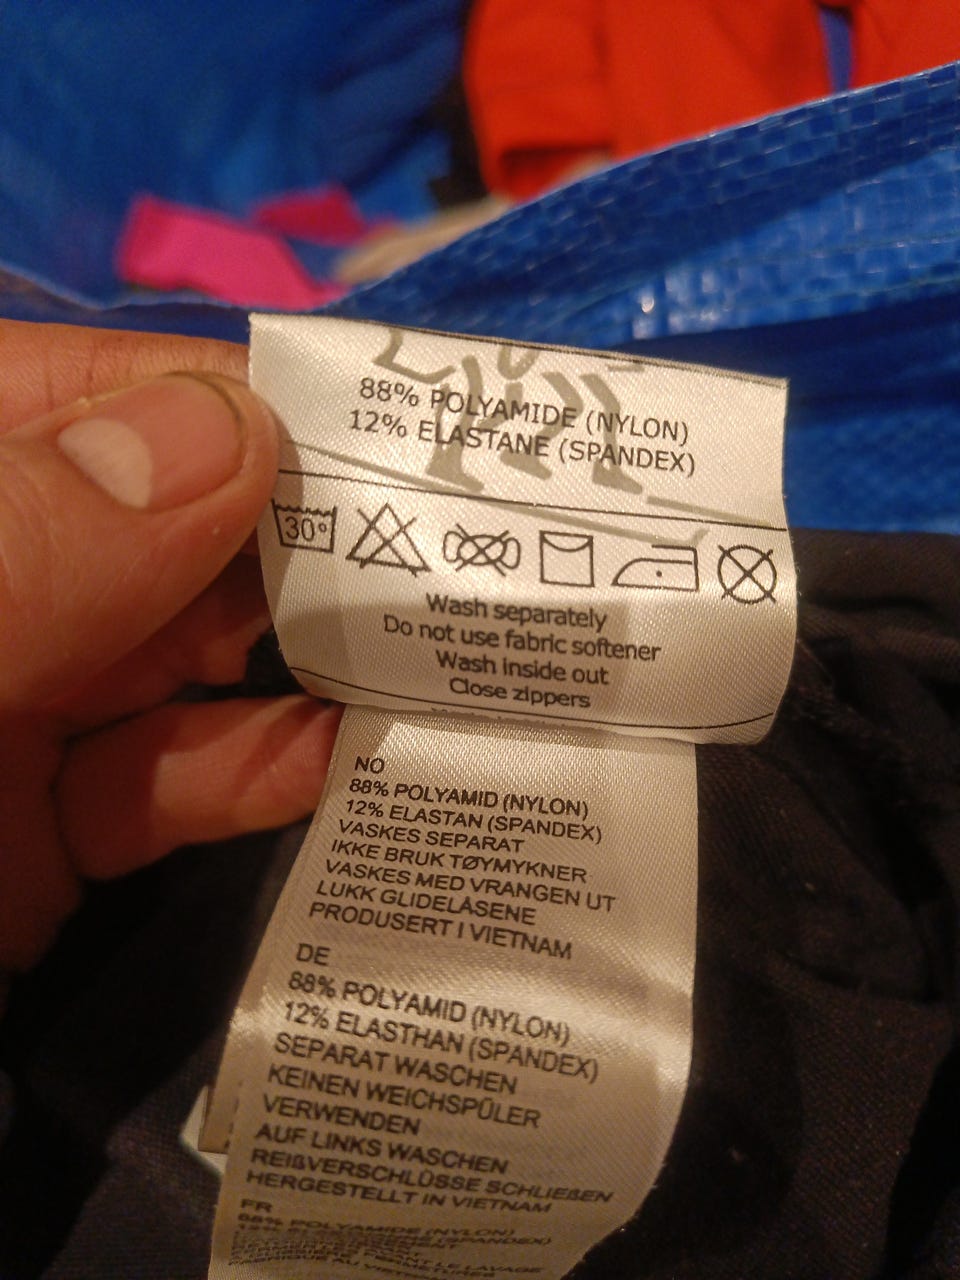 88% POLYAMIDE (NYLON)
12% ELASTANE (SPANDEX)
30°
Wash separately
Do not use fabric softener
Wash inside out
Close zippers
NO
88% POLYAMID (NYLON)
12% ELASTAN (SPANDEX)
VASKES SEPARAT
IKKE BRUK TØYMYKNER
VASKES MED VRANGEN UT
LUKK GLIDELÅSENE
PRODUSERT I VIETNAM
DE
88% POLYAMID (NYLON)
12% ELASTHAN (SPANDEX)
SEPARAT WASCHEN
KEINEN WEICHSPÜLER
VERWENDEN
AUF LINKS WASCHEN
REIßVERSCHLÜSSE SCHLIEßEN
HERGESTELLT IN VIETNAM
FR
88% POLYAMIDE (NYLON)